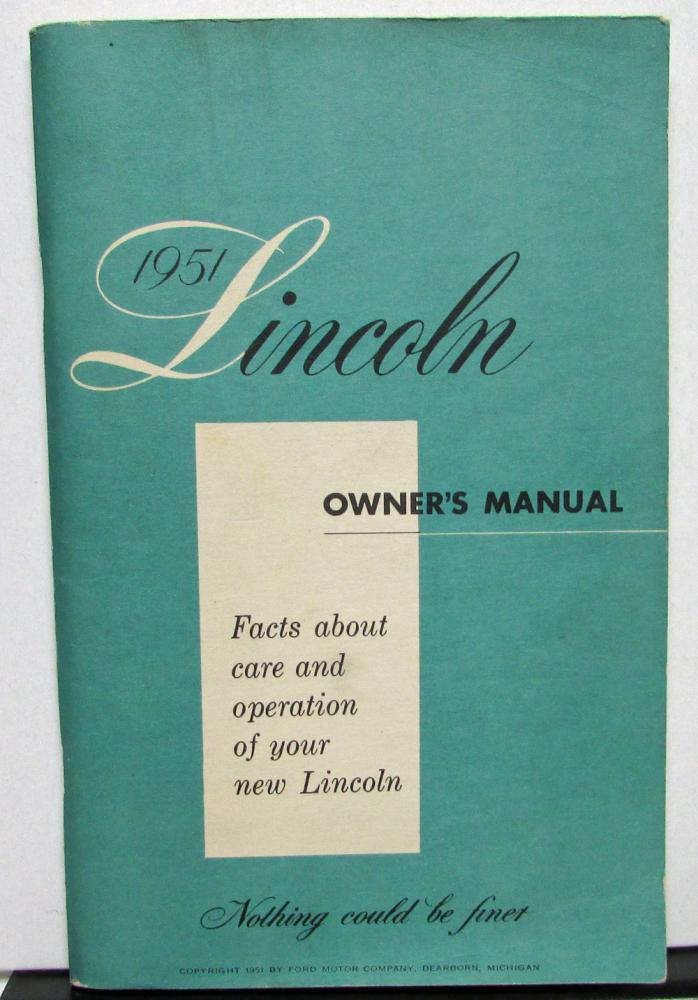 1951
Lincoln
OWNER'S MANUAL
Facts about
care and
operation
of your
new Lincoln
Nothing could be finer
COPYRIGHT 1951 BY FORD MOTOR COMPANY, DEARBORN, MICHIGAN